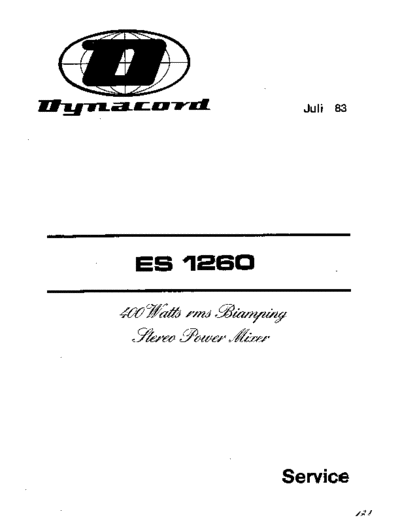 D
Dynacord
Juli 83
ES 1260
400 Watts rms Biamping
Stereo Power Mixer
Service